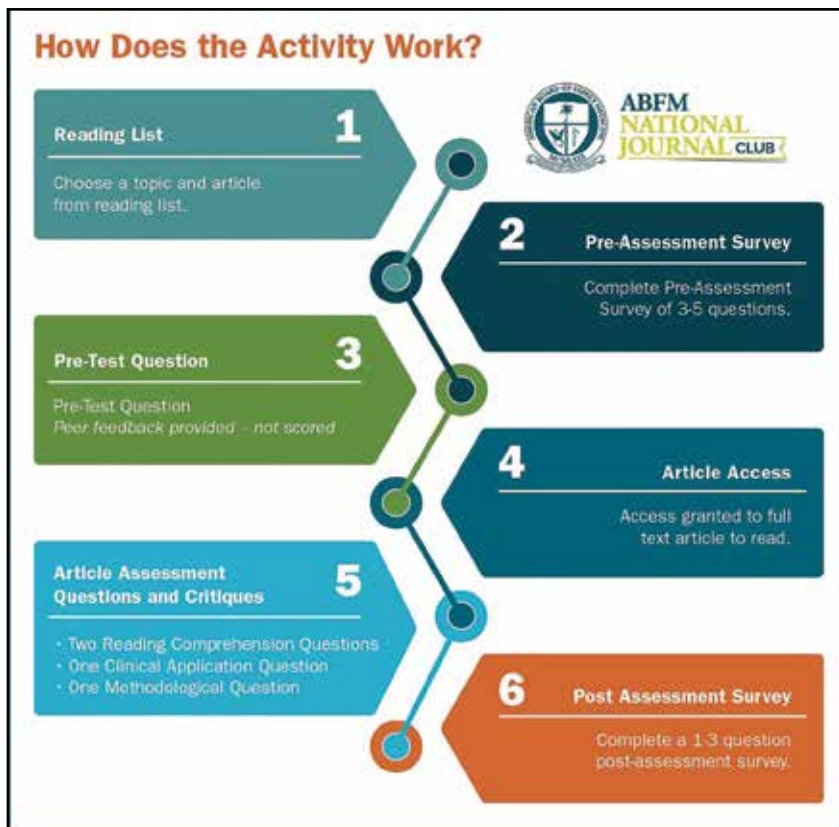 How Does the Activity Work?
ABFM
NATIONAL
JOURNAL CLUB
Reading List
1
Choose a topic and article
from reading list.
2
Pre-Assessment Survey
Complete Pre-Assessment
Survey of 3-5 questions.
Pre-Test Question
3
Pre-Test Question
Peer feedback provided – not scored
4
Article Access
Access granted to full
text article to read.
Article Assessment
Questions and Critiques
5
• Two Reading Comprehension Questions
• One Clinical Application Question
• One Methodological Question
6
Post Assessment Survey
Complete a 1-3 question
post-assessment survey.